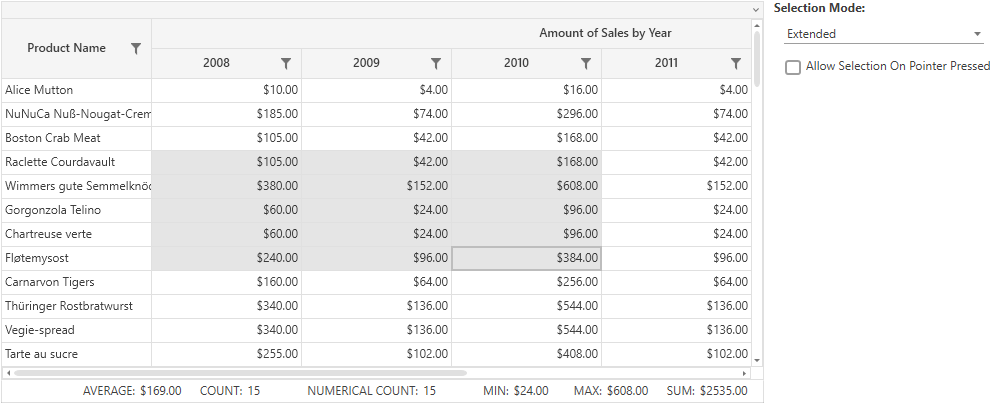 Selection Mode:
Extended
Allow Selection On Pointer Pressed
Product Name
Amount of Sales by Year
2008 2009 2010 2011
Alice Mutton $10.00 $4.00 $16.00 $4.00
NuNuCa Nuß-Nougat-Crem $185.00 $74.00 $296.00 $74.00
Boston Crab Meat $105.00 $42.00 $168.00 $42.00
Raclette Courdavault $105.00 $42.00 $168.00 $42.00
Wimmers gute Semmelknöd $380.00 $152.00 $608.00 $152.00
Gorgonzola Telino $60.00 $24.00 $96.00 $24.00
Chartreuse verte $60.00 $24.00 $96.00 $24.00
Fløtemysost $240.00 $96.00 $384.00 $96.00
Carnarvon Tigers $160.00 $64.00 $256.00 $64.00
Thüringer Rostbratwurst $340.00 $136.00 $544.00 $136.00
Vegie-spread $340.00 $136.00 $544.00 $136.00
Tarte au sucre $255.00 $102.00 $408.00 $102.00
AVERAGE: $169.00 COUNT: 15 NUMERICAL COUNT: 15 MIN: $24.00 MAX: $608.00 SUM: $2535.00